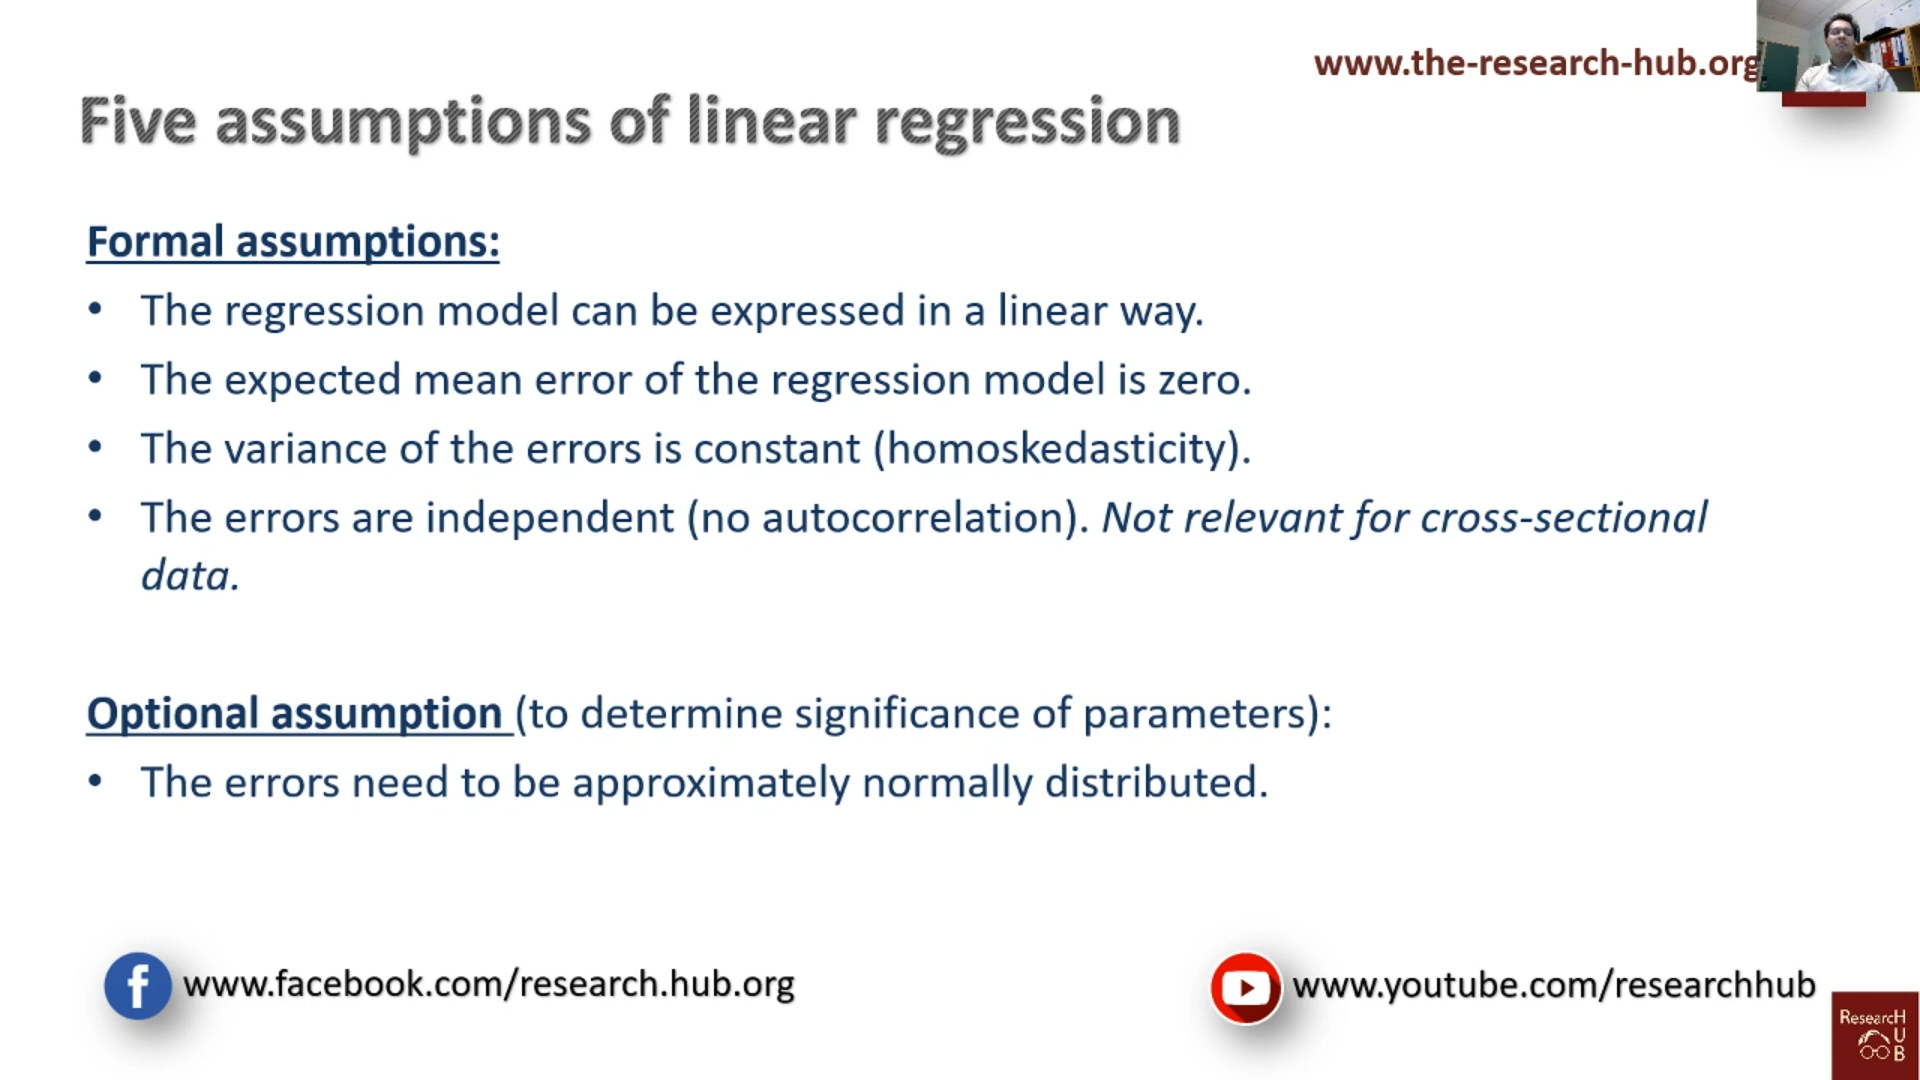 www.the-research-hub.org
Five assumptions of linear regression
Formal assumptions:
• The regression model can be expressed in a linear way.
• The expected mean error of the regression model is zero.
• The variance of the errors is constant (homoskedasticity).
• The errors are independent (no autocorrelation). Not relevant for cross-sectional
data.
Optional assumption (to determine significance of parameters):
• The errors need to be approximately normally distributed.
www.facebook.com/research.hub.org
www.youtube.com/researchhub
ResearcH
U
B